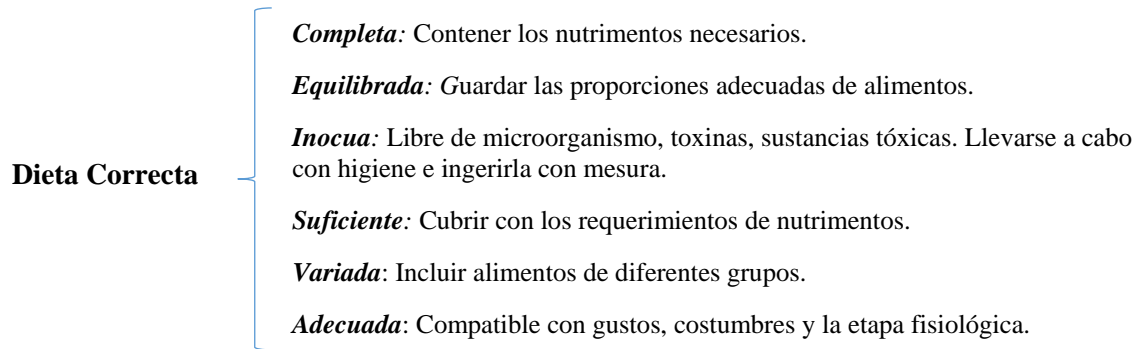 Completa: Contener los nutrimentos necesarios.
Equilibrada: Guardar las proporciones adecuadas de alimentos.
Inocua: Libre de microorganismo, toxinas, sustancias tóxicas. Llevarse a cabo
con higiene e ingerirla con mesura.
Dieta Correcta
Suficiente: Cubrir con los requerimientos de nutrimentos.
Variada: Incluir alimentos de diferentes grupos.
Adecuada: Compatible con gustos, costumbres y la etapa fisiológica.